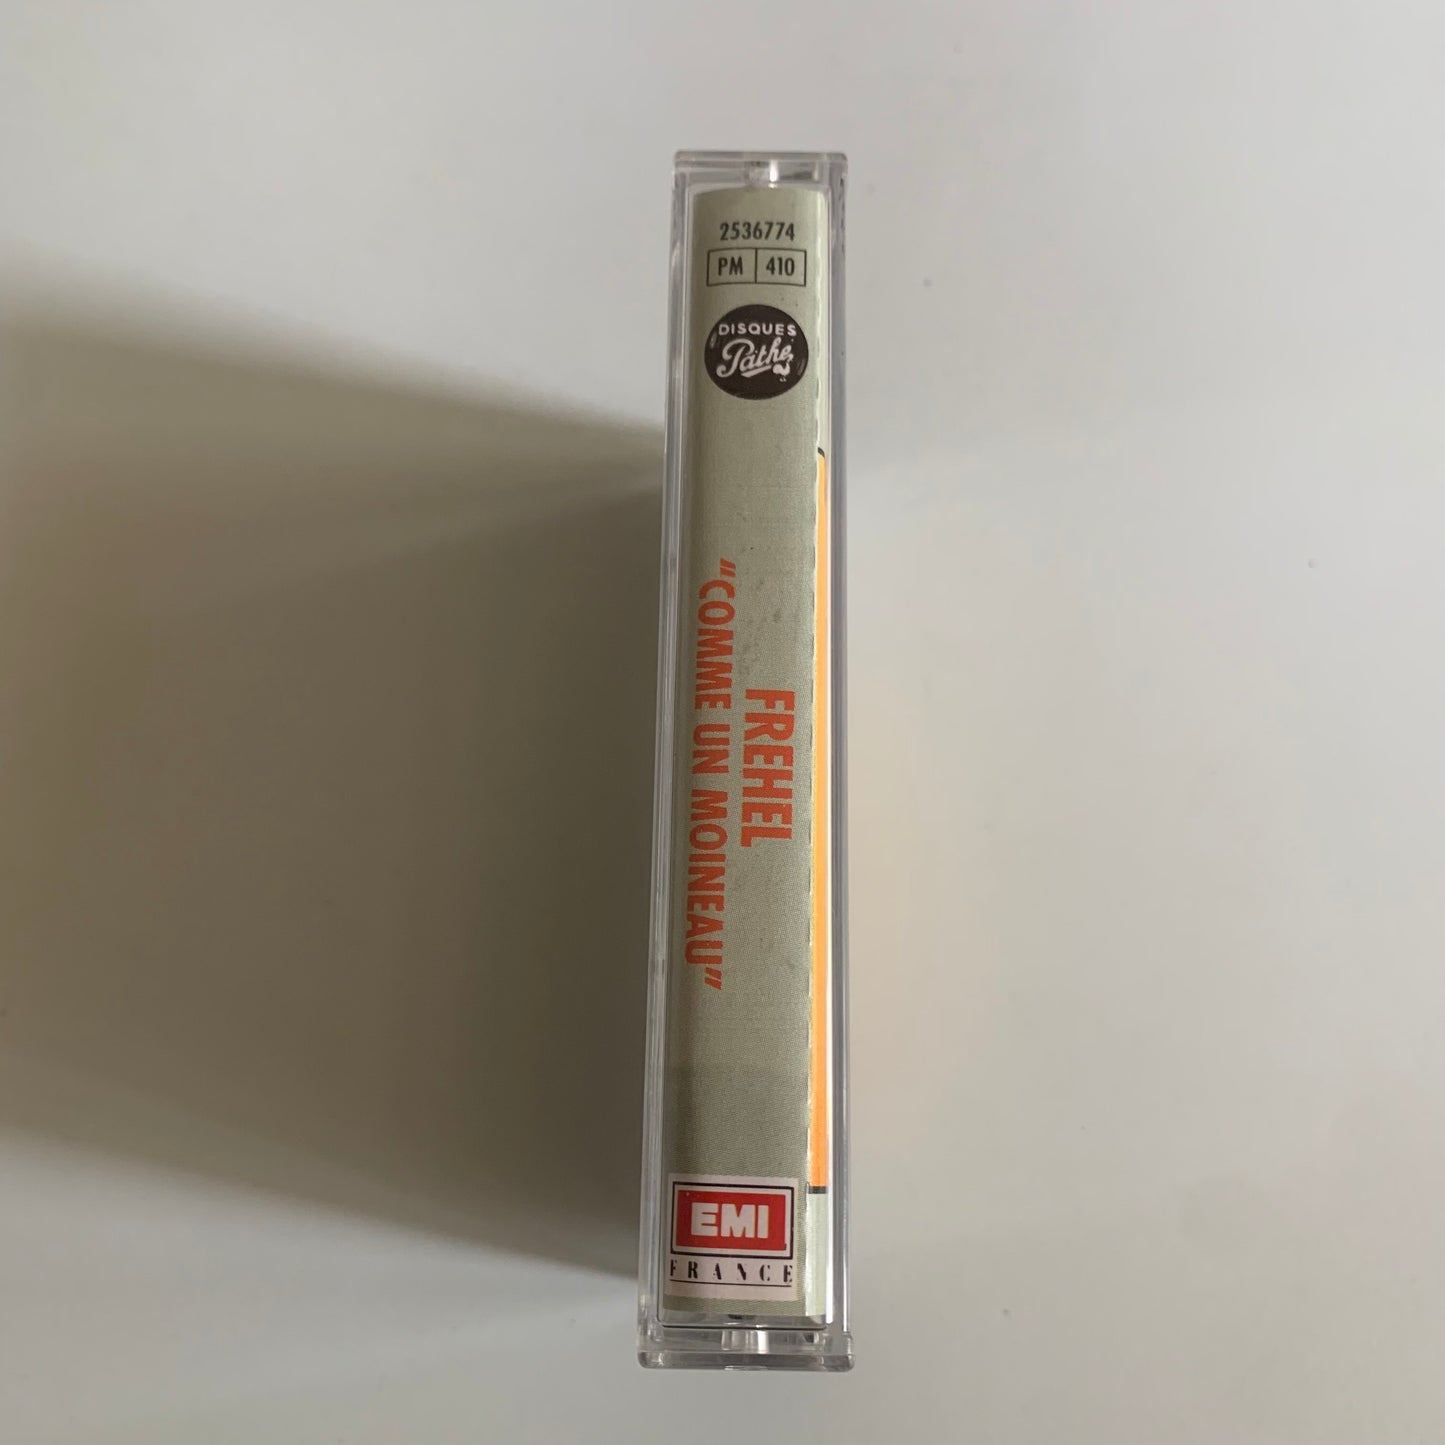 2536774
PM 410
DISQUES
Pathé
FREHEL
"COMME UN MOINEAU"
EMI
FRANCE